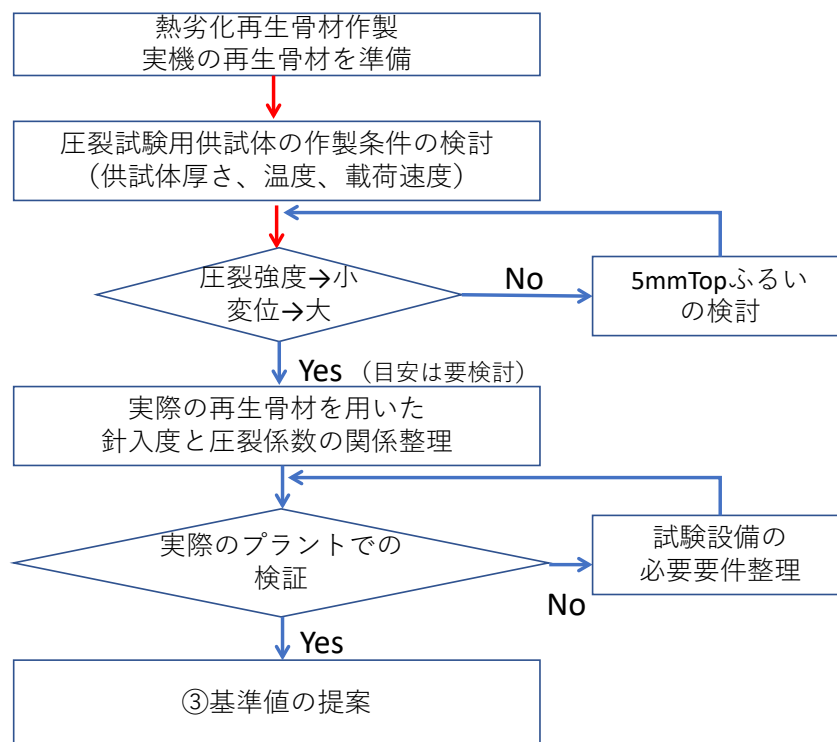 熱劣化再生骨材作製
実機の再生骨材を準備
圧裂試験用供試体の作製条件の検討
（供試体厚さ、温度、載荷速度）
圧裂強度→小
変位→大
No
5mmTopふるい
の検討
Yes（目安は要検討）
実際の再生骨材を用いた
針入度と圧裂係数の関係整理
実際のプラントでの
検証
No
試験設備の
必要要件整理
Yes
③基準値の提案